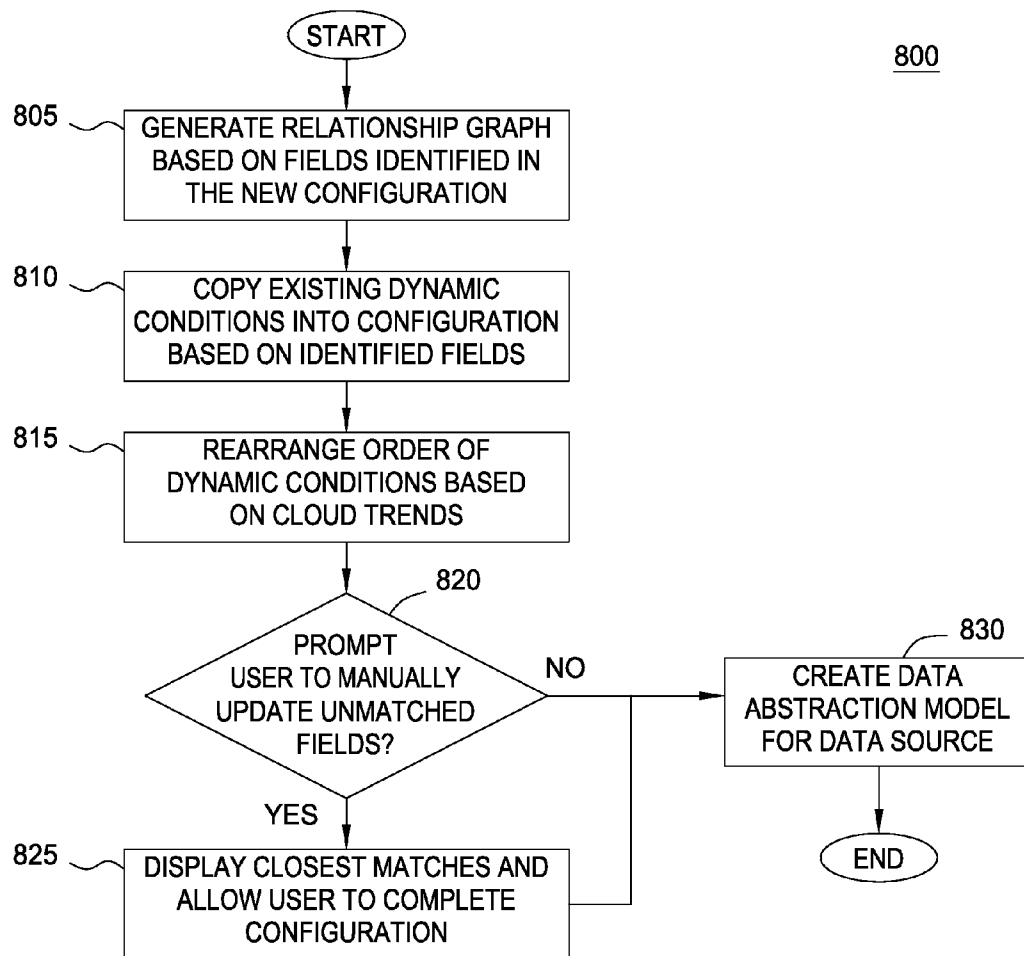 START
800
805
GENERATE RELATIONSHIP GRAPH
BASED ON FIELDS IDENTIFIED IN
THE NEW CONFIGURATION
810
COPY EXISTING DYNAMIC
CONDITIONS INTO CONFIGURATION
BASED ON IDENTIFIED FIELDS
815
REARRANGE ORDER OF
DYNAMIC CONDITIONS BASED
ON CLOUD TRENDS
820
PROMPT
USER TO MANUALLY
UPDATE UNMATCHED
FIELDS?
NO
830
CREATE DATA
ABSTRACTION MODEL
FOR DATA SOURCE
YES
END
825
DISPLAY CLOSEST MATCHES AND
ALLOW USER TO COMPLETE
CONFIGURATION